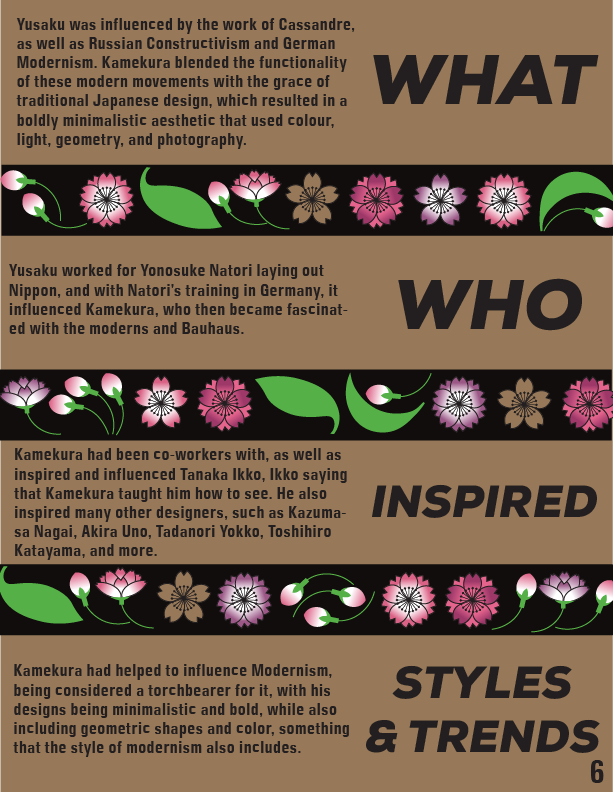 Yusaku was influenced by the work of Cassandre,
as well as Russian Constructivism and German
Modernism. Kamekura blended the functionality
of these modern movements with the grace of
traditional Japanese design, which resulted in a
boldly minimalistic aesthetic that used colour,
light, geometry, and photography.
WHAT
Yusaku worked for Yonosuke Natori laying out
Nippon, and with Natori's training in Germany, it
influenced Kamekura, who then became fascinat-
ed with the moderns and Bauhaus.
WHO
Kamekura had been co-workers with, as well as
inspired and influenced Tanaka Ikko, Ikko saying
that Kamekura taught him how to see. He also
inspired many other designers, such as Kazuma-
sa Nagai, Akira Uno, Tadanori Yokko, Toshihiro
Katayama, and more.
INSPIRED
Kamekura had helped to influence Modernism,
being considered a torchbearer for it, with his
designs being minimalistic and bold, while also
including geometric shapes and color, something
that the style of modernism also includes.
STYLES
& TRENDS
6